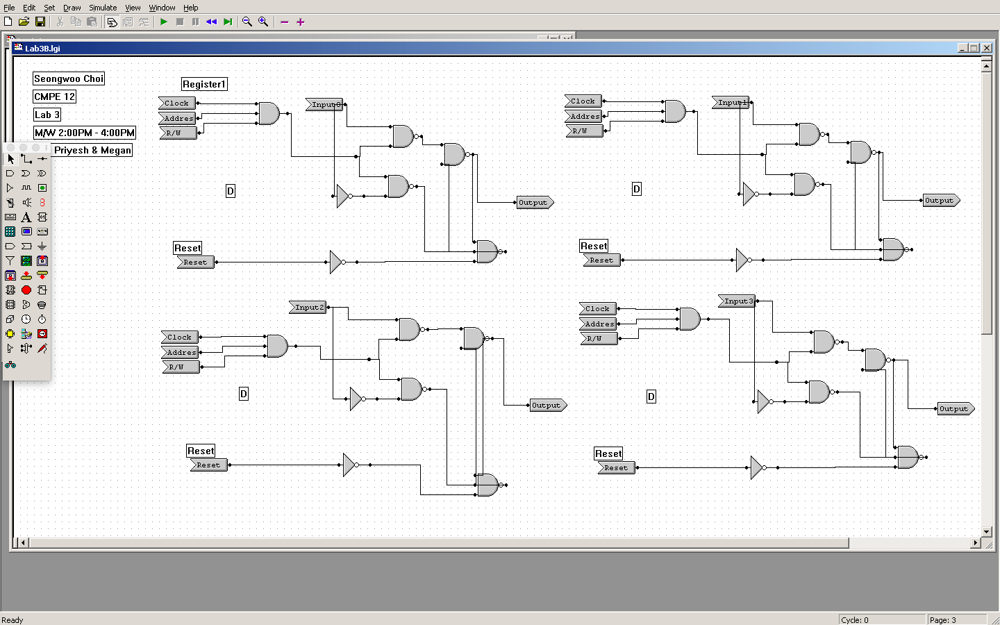 File Edit Set Draw Simulate View Window Help
Lab3B.lgi
Seongwoo Choi
CMPE 12
Lab 3
M/W 2:00PM - 4:00PM
Priyesh & Megan
Register1
Clock
Addres
R/W
Input0
D
Output
Reset
Reset
Clock
Addres
R/W
Input1
D
Output
Reset
Reset
Input2
Clock
Addres
R/W
D
Output
Reset
Reset
Input3
Clock
Addres
R/W
D
Output
Reset
Reset
Ready
Cycle: 0
Page: 3